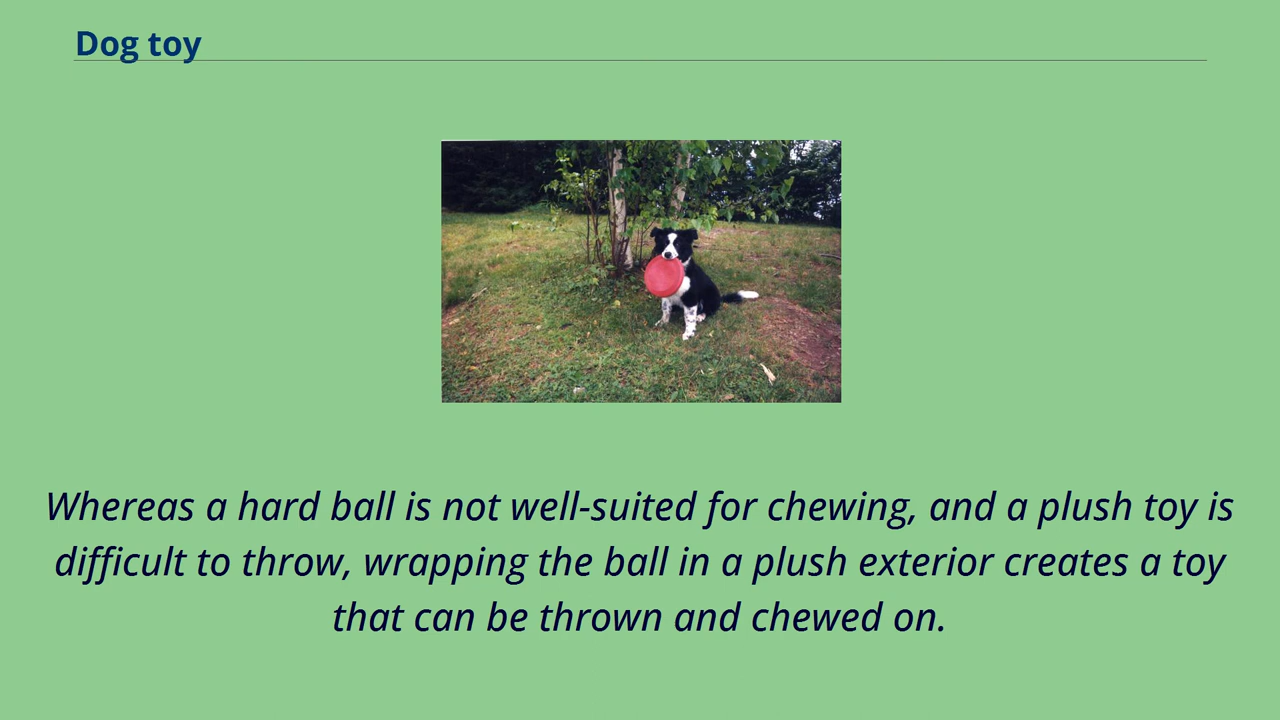 Dog toy
Whereas a hard ball is not well-suited for chewing, and a plush toy is
difficult to throw, wrapping the ball in a plush exterior creates a toy
that can be thrown and chewed on.